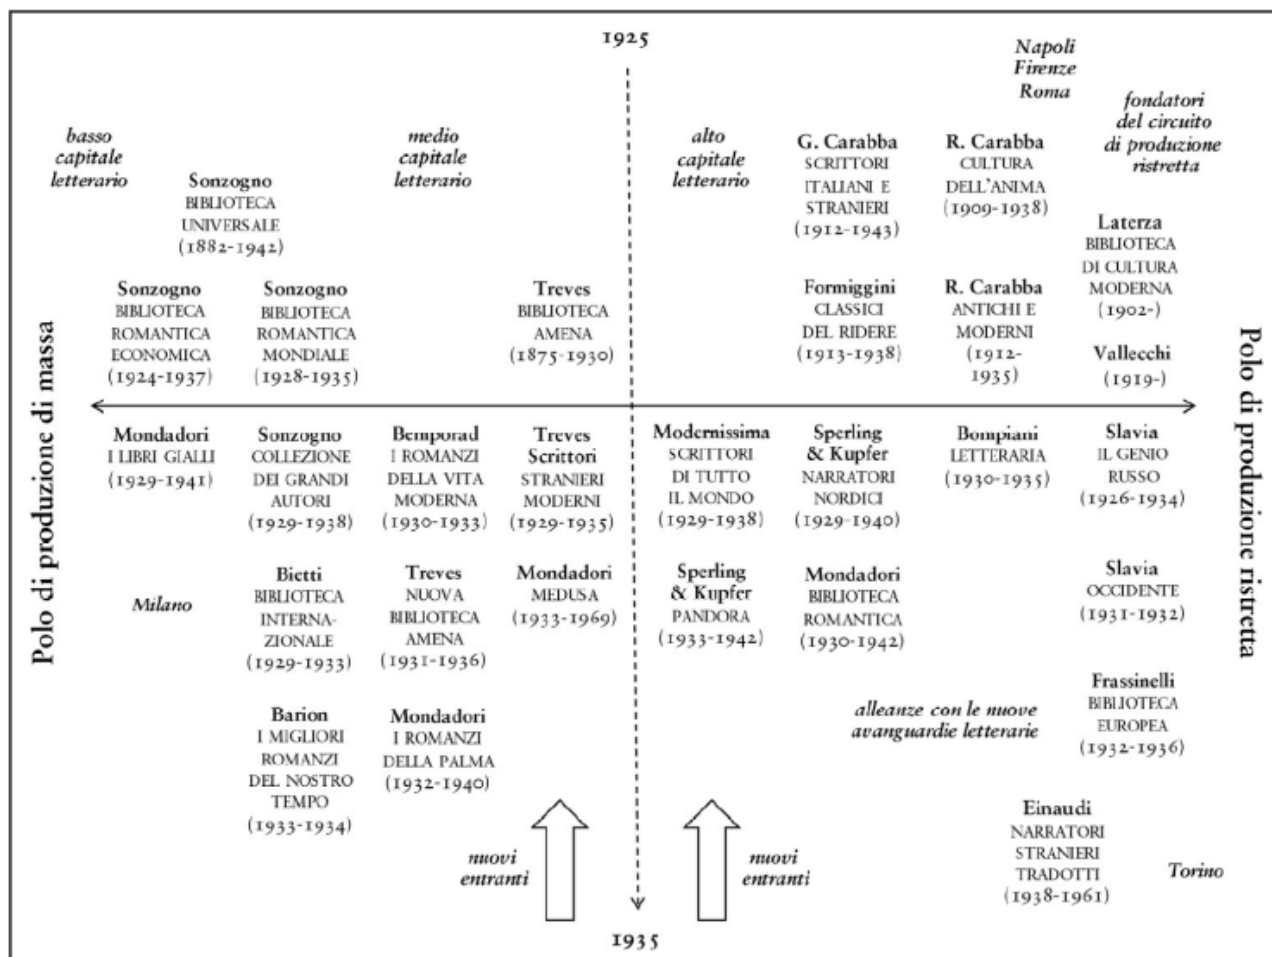 1925
Napoli
Firenze
Roma
fondatori
del circuito
di produzione
ristretta
basso
capitale
letterario
medio
capitale
letterario
alto
capitale
letterario
Sonzogno
BIBLIOTECA
UNIVERSALE
(1882-1942)
G. Carabba
SCRITTORI
ITALIANI E
STRANIERI
(1912-1943)
R. Carabba
CULTURA
DELL'ANIMA
(1909-1938)
Laterza
BIBLIOTECA
DI CULTURA
MODERNA
(1902-)
Sonzogno
BIBLIOTECA
ROMANTICA
ECONOMICA
(1924-1937)
Sonzogno
BIBLIOTECA
ROMANTICA
MONDIALE
(1928-1935)
Treves
BIBLIOTECA
AMENA
(1875-1930)
Formiggini
CLASSICI
DEL RIDERE
(1913-1938)
R. Carabba
ANTICHI E
MODERNI
(1912-
1935)
Vallecchi
(1919-)
Polo di produzione di massa
Polo di produzione ristretta
Mondadori
I LIBRI GIALLI
(1929-1941)
Sonzogno
COLLEZIONE
DEI GRANDI
AUTORI
(1929-1938)
Bemporad
I ROMANZI
DELLA VITA
MODERNA
(1930-1933)
Treves
Scrittori
STRANIERI
MODERNI
(1929-1935)
Modernissima
SCRITTORI
DI TUTTO
IL MONDO
(1929-1938)
Sperling
& Kupfer
NARRATORI
NORDICI
(1929-1940)
Bompiani
LETTERARIA
(1930-1935)
Slavia
IL GENIO
RUSSO
(1926-1934)
Milano
Bietti
BIBLIOTECA
INTERNA-
ZIONALE
(1929-1933)
Treves
NUOVA
BIBLIOTECA
AMENA
(1931-1936)
Mondadori
MEDUSA
(1933-1969)
Sperling
& Kupfer
PANDORA
(1933-1942)
Mondadori
BIBLIOTECA
ROMANTICA
(1930-1942)
Slavia
OCCIDENTE
(1931-1932)
Barion
I MIGLIORI
ROMANZI
DEL NOSTRO
TEMPO
(1933-1934)
Mondadori
I ROMANZI
DELLA PALMA
(1932-1940)
alleanze con le nuove
avanguardie letterarie
Frassinelli
BIBLIOTECA
EUROPEA
(1932-1936)
nuovi
entranti
nuovi
entranti
Einaudi
NARRATORI
STRANIERI
TRADOTTI
(1938-1961)
Torino
1935